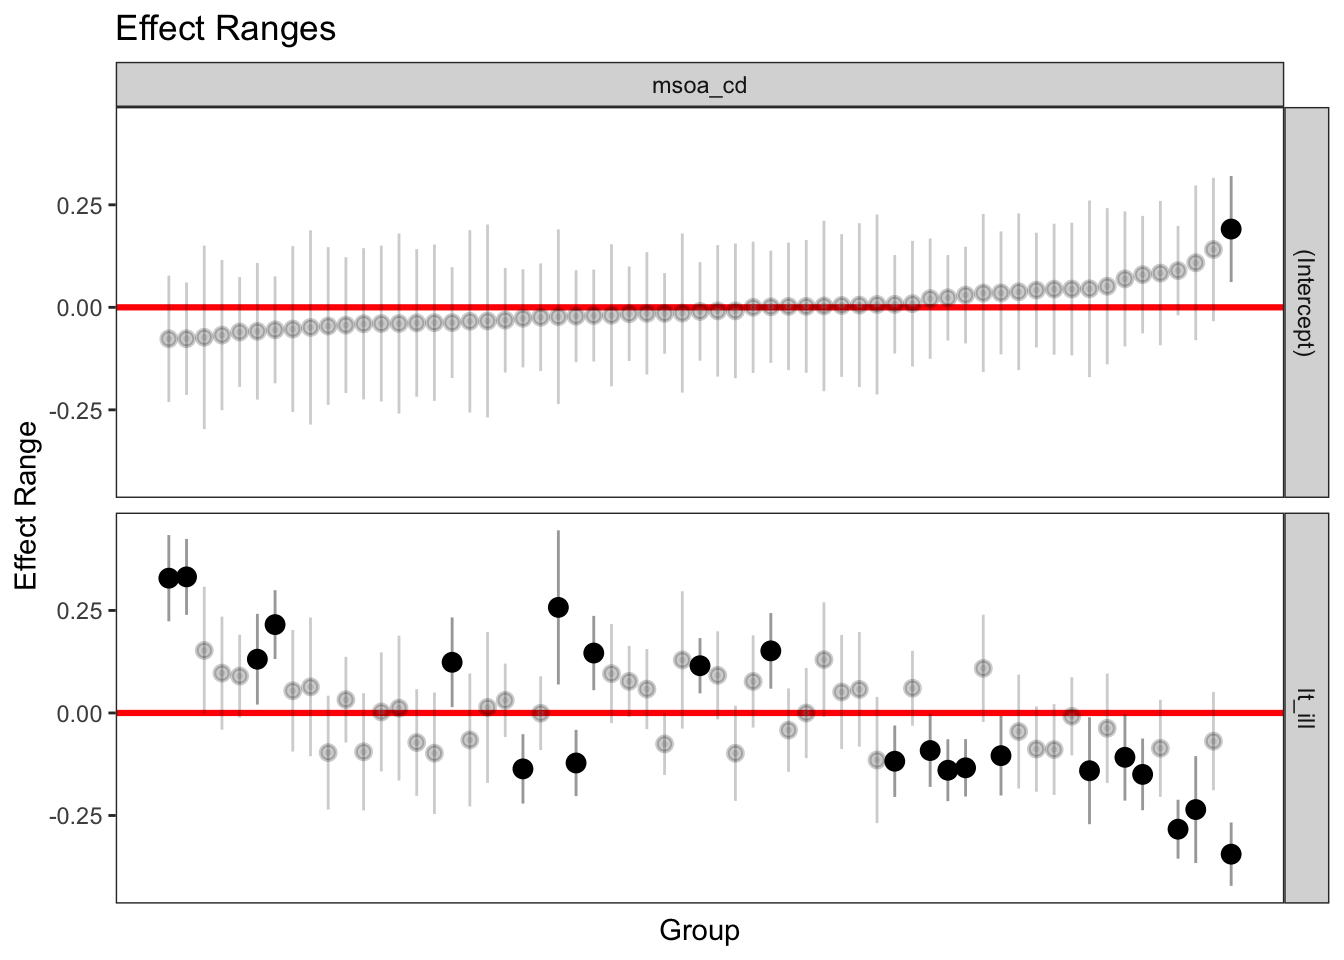 Effect Ranges
msoa_cd
(Intercept)
0.25
0.00
-0.25
Effect Range
lt_ill
0.25
0.00
-0.25
Group